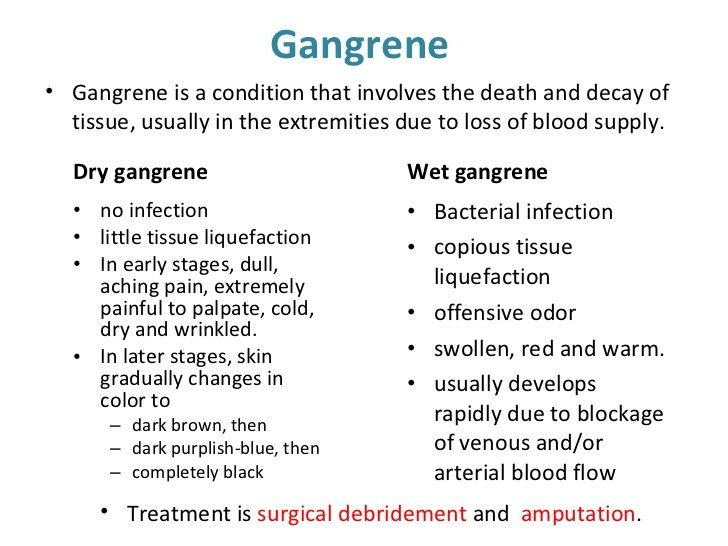 Gangrene
• Gangrene is a condition that involves the death and decay of
tissue, usually in the extremities due to loss of blood supply.
Dry gangrene
• no infection
• little tissue liquefaction
• In early stages, dull,
aching pain, extremely
painful to palpate, cold,
dry and wrinkled.
• In later stages, skin
gradually changes in
color to
– dark brown, then
– dark purplish-blue, then
– completely black
Wet gangrene
• Bacterial infection
• copious tissue
liquefaction
• offensive odor
• swollen, red and warm.
• usually develops
rapidly due to blockage
of venous and/or
arterial blood flow
• Treatment is surgical debridement and amputation.